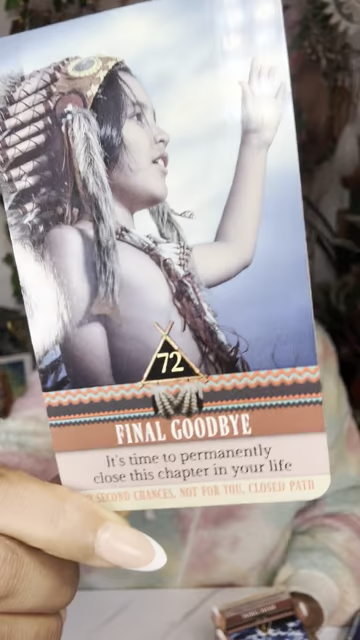 72
FINAL GOODBYE
It's time to permanently
close this chapter in your life
SECOND CHANCES, NOT FOR YOU, CLOSED PATH